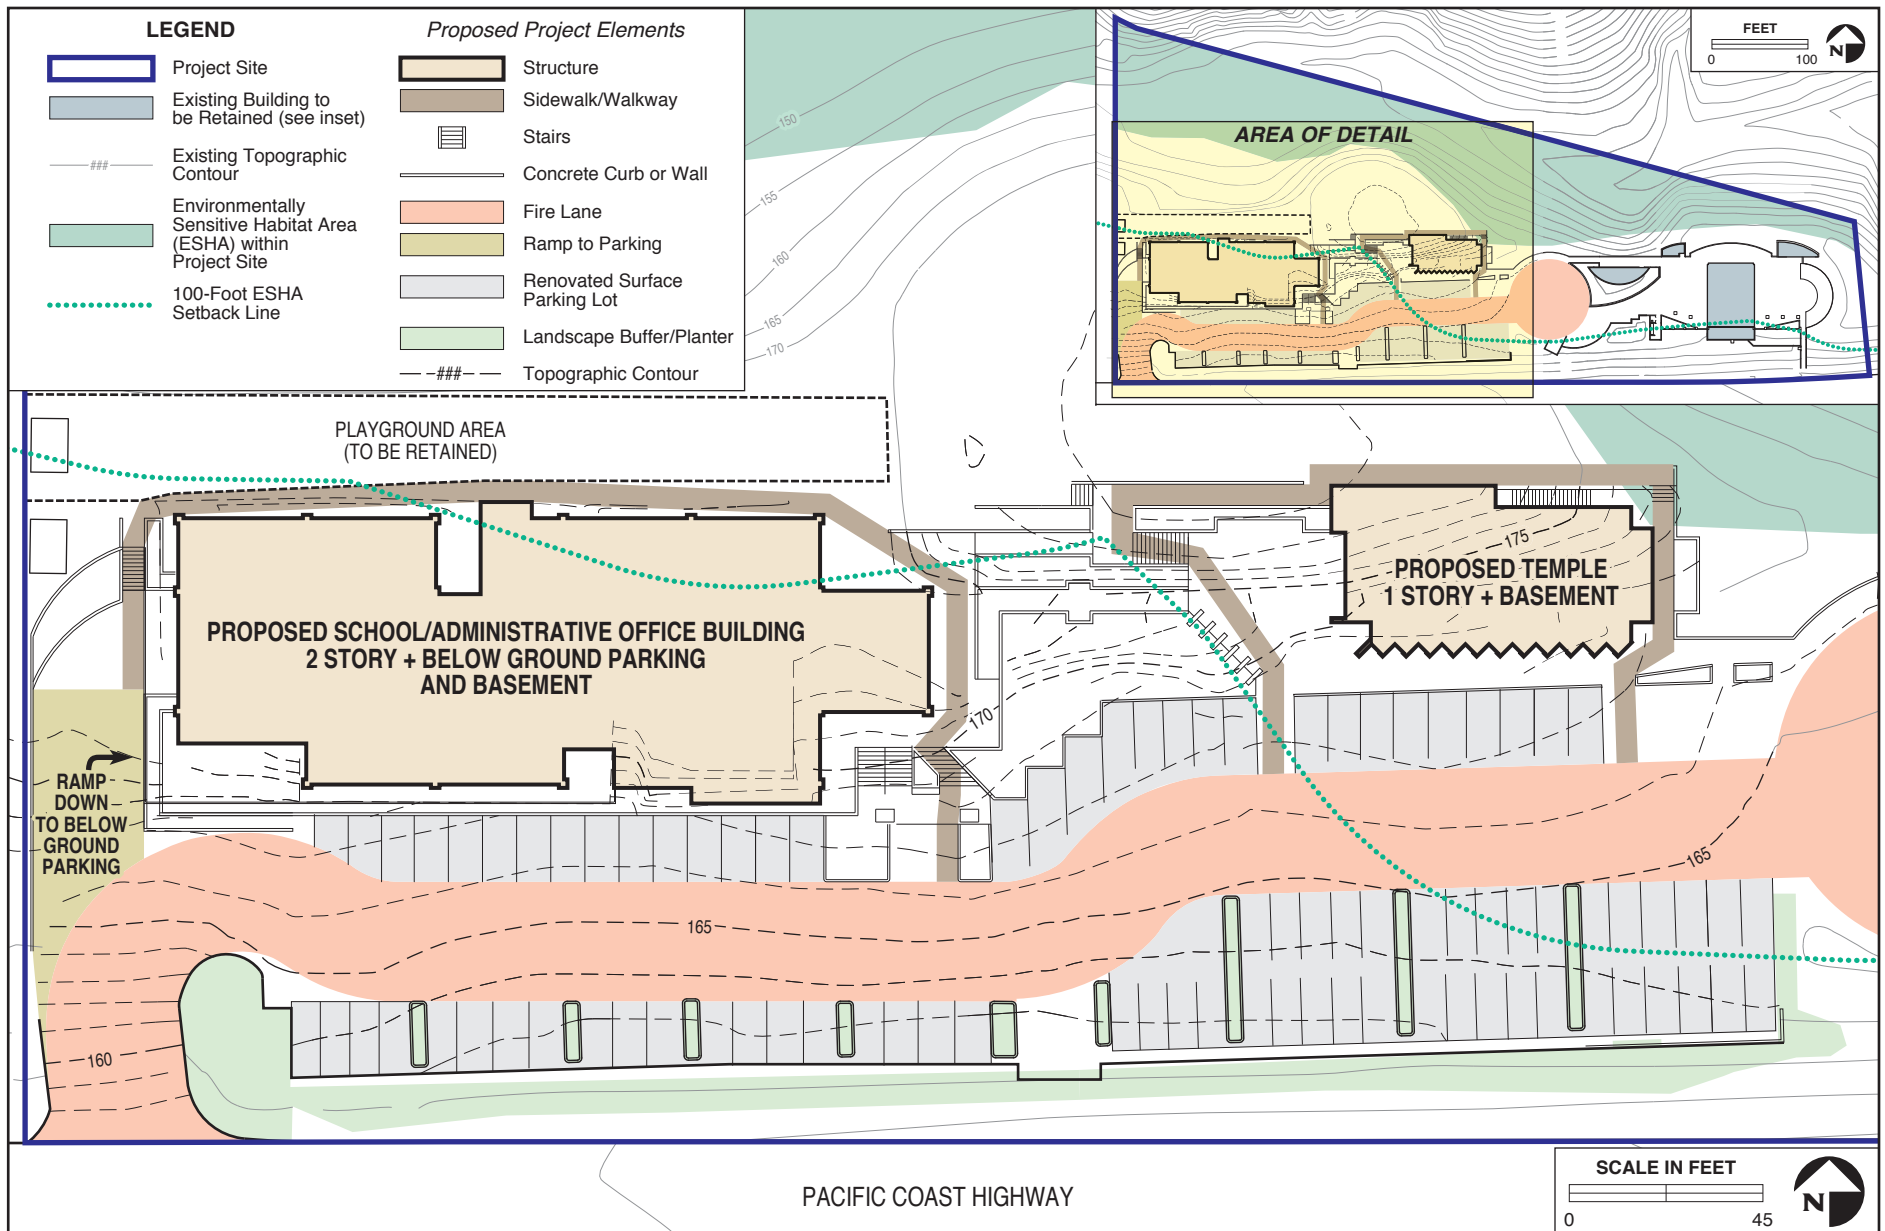 LEGEND
Project Site
Existing Building to
be Retained (see inset)
###
Existing Topographic
Contour
Environmentally
Sensitive Habitat Area
(ESHA) within
Project Site
100-Foot ESHA
Setback Line
Proposed Project Elements
Structure
Sidewalk/Walkway
Stairs
Concrete Curb or Wall
Fire Lane
Ramp to Parking
Renovated Surface
Parking Lot
Landscape Buffer/Planter
###
Topographic Contour
150
155
160
165
170
AREA OF DETAIL
FEET
0
100
N
PLAYGROUND AREA
(TO BE RETAINED)
PROPOSED SCHOOL/ADMINISTRATIVE OFFICE BUILDING
2 STORY + BELOW GROUND PARKING
AND BASEMENT
175
PROPOSED TEMPLE
1 STORY + BASEMENT
170
RAMP
DOWN
TO BELOW
GROUND
PARKING
165
165
160
PACIFIC COAST HIGHWAY
SCALE IN FEET
0
45
N